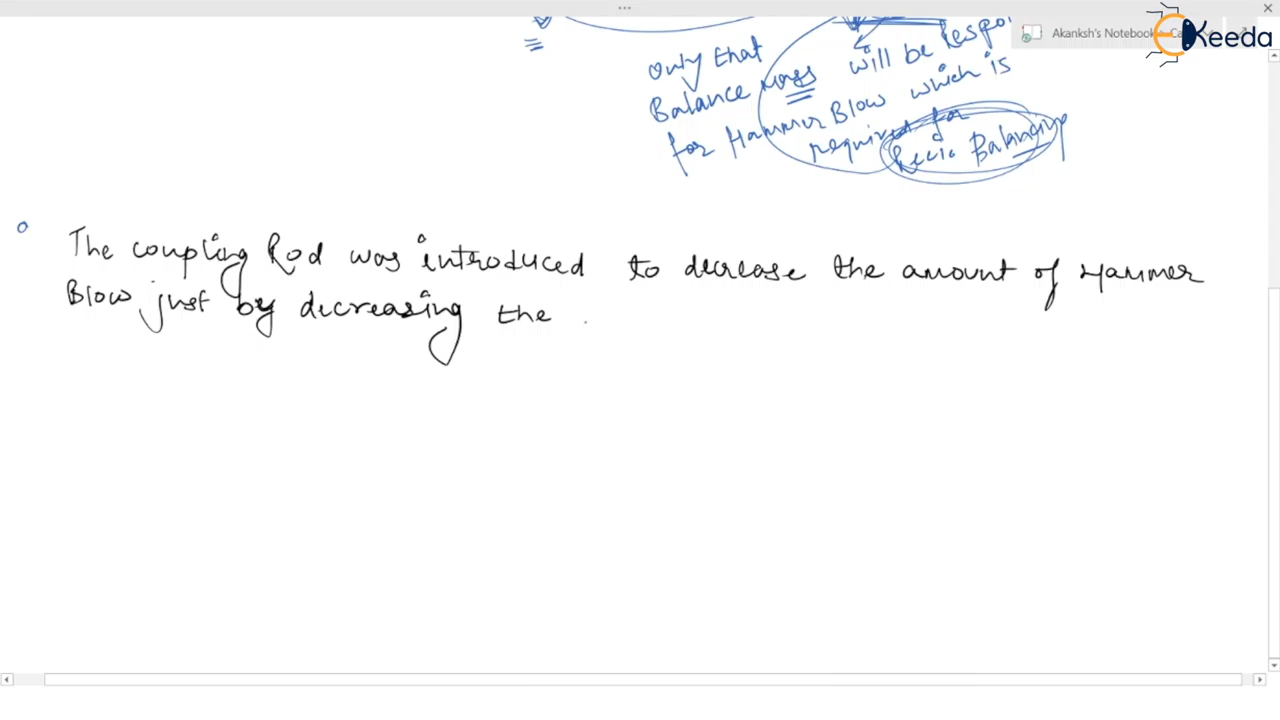 Akanksh's Notebook
Keeda
only that
Balance mass will be Respo
for Hammer Blow which is
required for
Recip Balancing
The coupling Rod was introduced to decrease the amount of Hammer
Blow just by decreasing the